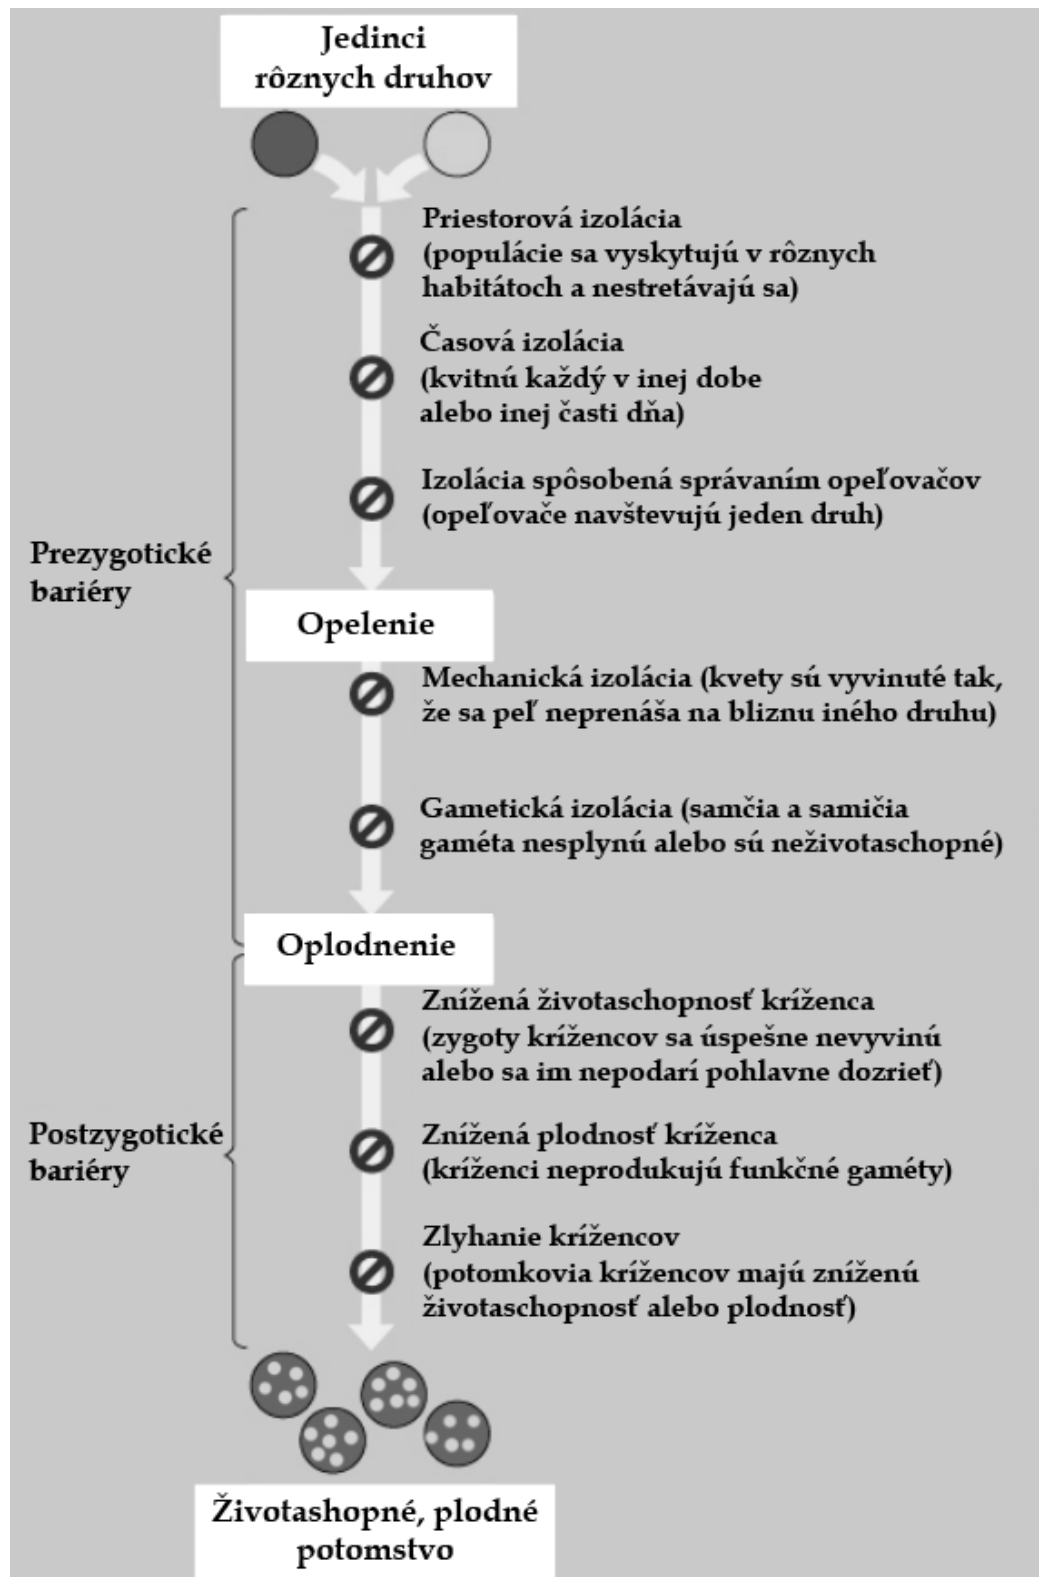 Jedinci
rôznych druhov
Priestorová izolácia
(populácie sa vyskytujú v rôznych
habitátoch a nestretávajú sa)
Časová izolácia
(kvitnú každý v inej dobe
alebo inej časti dňa)
Izolácia spôsobená správaním opeľovačov
(opeľovače navštevujú jeden druh)
Prezygotické
bariéry
Opelenie
Mechanická izolácia (kvety sú vyvinuté tak,
že sa peľ neprenáša na bliznu iného druhu)
Gametická izolácia (samčia a samičia
gaméta nesplynú alebo sú neživotaschopné)
Oplodnenie
Znížená životaschopnosť kríženca
(zygoty krížencov sa úspešne nevyvinú
alebo sa im nepodarí pohlavne dozrieť)
Postzygotické
bariéry
Znížená plodnosť kríženca
(kríženci neprodukujú funkčné gaméty)
Zlyhanie krížencov
(potomkovia krížencov majú zníženú
životaschopnosť alebo plodnosť)
Životashopné, plodné
potomstvo